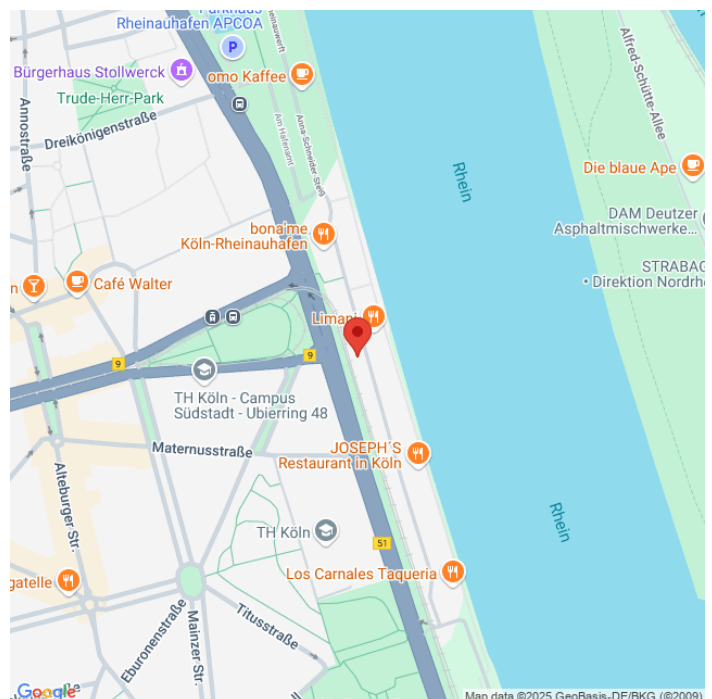 Parkhaus
Rheinauhafen APCOA
P
Bürgerhaus Stollwerck
omo Kaffee
Trude-Herr-Park
Dreikönigenstraße
Annostraße
Am Hafenamt
Anna-Schneider-Steig
Rhein
Alfred-Schütte-Allee
Die blaue Ape
DAM Deutzer
Asphaltmischwerke...
STRABAG
• Direktion Nordrhe
bona'me
Köln-Rheinauhafen
Café Walter
Limani
9
9
TH Köln - Campus
Südstadt - Ubierring 48
Maternusstraße
JOSEPH´S
Restaurant in Köln
Alteburger Str.
TH Köln
51
Rhein
gatelle
Los Carnales Taqueria
Eburonenstraße
Mainzer Str.
Titusstraße
Google
Map data ©2025 GeoBasis-DE/BKG (©2009)